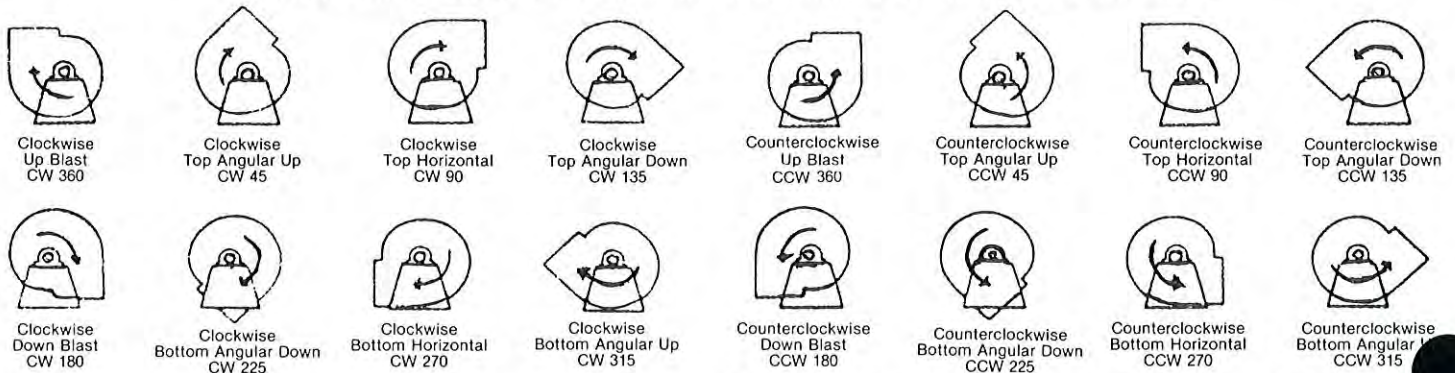 Clockwise
Up Blast
CW 360
Clockwise
Top Angular Up
CW 45
Clockwise
Top Horizontal
CW 90
Clockwise
Top Angular Down
CW 135
Counterclockwise
Up Blast
CCW 360
Counterclockwise
Top Angular Up
CCW 45
Counterclockwise
Top Horizontal
CCW 90
Counterclockwise
Top Angular Down
CCW 135
Clockwise
Down Blast
CW 180
Clockwise
Bottom Angular Down
CW 225
Clockwise
Bottom Horizontal
CW 270
Clockwise
Bottom Angular Up
CW 315
Counterclockwise
Down Blast
CCW 180
Counterclockwise
Bottom Angular Down
CCW 225
Counterclockwise
Bottom Horizontal
CCW 270
Counterclockwise
Bottom Angular
CCW 315